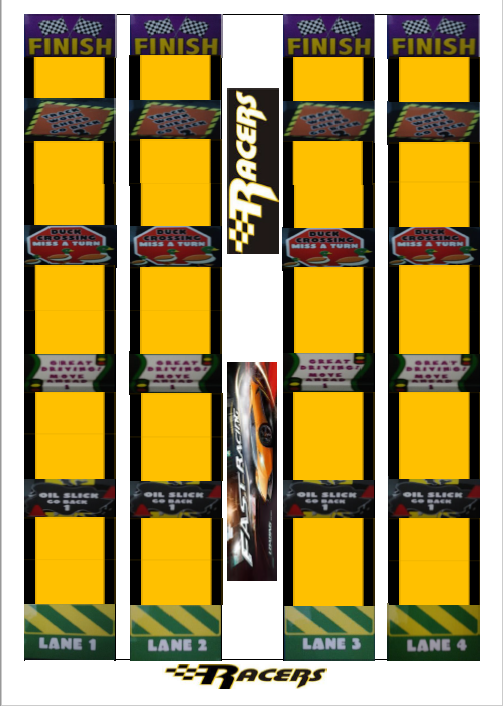 FINISH
FINISH
FINISH
FINISH
RACERS
DUCK
CROSSING
MISS A TURN
DUCK
CROSSING
MISS A TURN
DUCK
CROSSING
MISS A TURN
DUCK
CROSSING
MISS A TURN
GREAT
DRIVING!
MOVE
GREAT
DRIVING!
MOVE
GREAT
DRIVING!
MOVE
GREAT
DRIVING!
MOVE
FAST RACING
OIL SLICK
GO BACK
1
OIL SLICK
GO BACK
1
OIL SLICK
GO BACK
1
OIL SLICK
GO BACK
1
LANE 1
LANE 2
LANE 3
LANE 4
RACERS